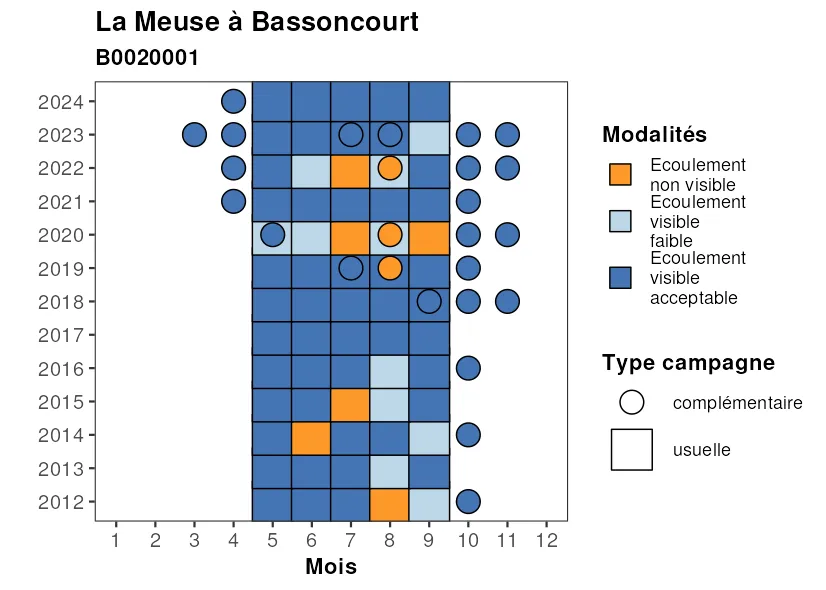 La Meuse à Bassoncourt
B0020001
2024
2023
2022
2021
2020
2019
2018
2017
2016
2015
2014
2013
2012
1 2 3 4 5 6 7 8 9 10 11 12
Mois
Modalités
Ecoulement
non visible
Ecoulement
visible
faible
Ecoulement
visible
acceptable
Type campagne
complémentaire
usuelle